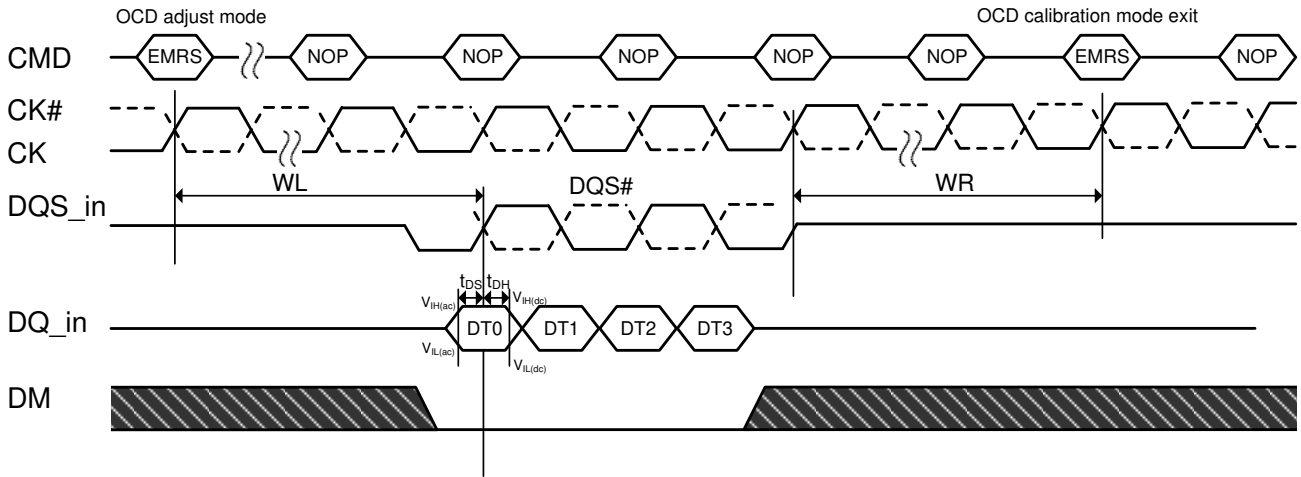 OCD adjust mode OCD calibration mode exit
CMD EMRS NOP NOP NOP NOP NOP EMRS NOP
CK#
CK
WL DQS# WR
DQS_in
tDS tDH
VIH(ac) VIH(dc)
DQ_in DT0 DT1 DT2 DT3
VIL(ac) VIL(dc)
DM